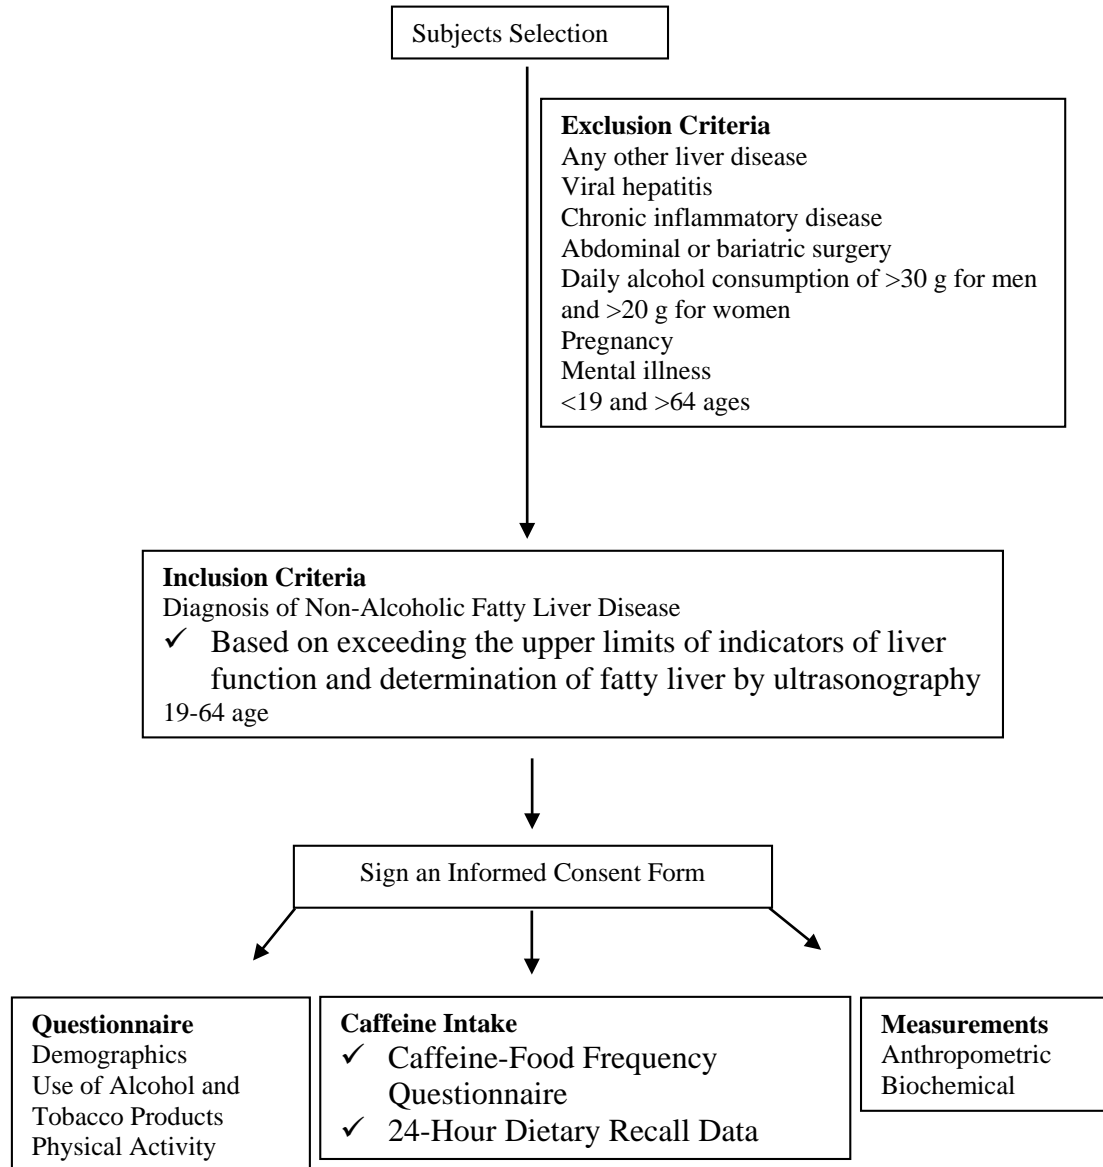 Subjects Selection
Exclusion Criteria
Any other liver disease
Viral hepatitis
Chronic inflammatory disease
Abdominal or bariatric surgery
Daily alcohol consumption of >30 g for men
and >20 g for women
Pregnancy
Mental illness
<19 and >64 ages
Inclusion Criteria
Diagnosis of Non-Alcoholic Fatty Liver Disease
✓ Based on exceeding the upper limits of indicators of liver
function and determination of fatty liver by ultrasonography
19-64 age
Sign an Informed Consent Form
Questionnaire
Demographics
Use of Alcohol and
Tobacco Products
Physical Activity
Caffeine Intake
✓ Caffeine-Food Frequency
Questionnaire
✓ 24-Hour Dietary Recall Data
Measurements
Anthropometric
Biochemical